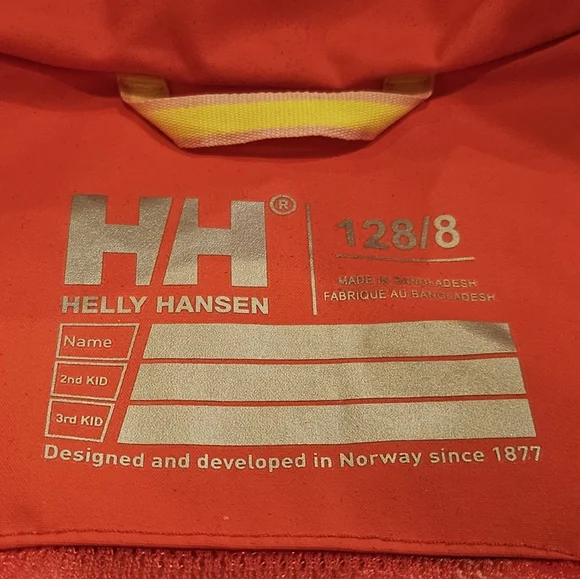 HH®
HELLY HANSEN
128/8
MADE IN BANGLADESH
FABRIQUE AU BANGLADESH
Name
2nd KID
3rd KID
Designed and developed in Norway since 1877